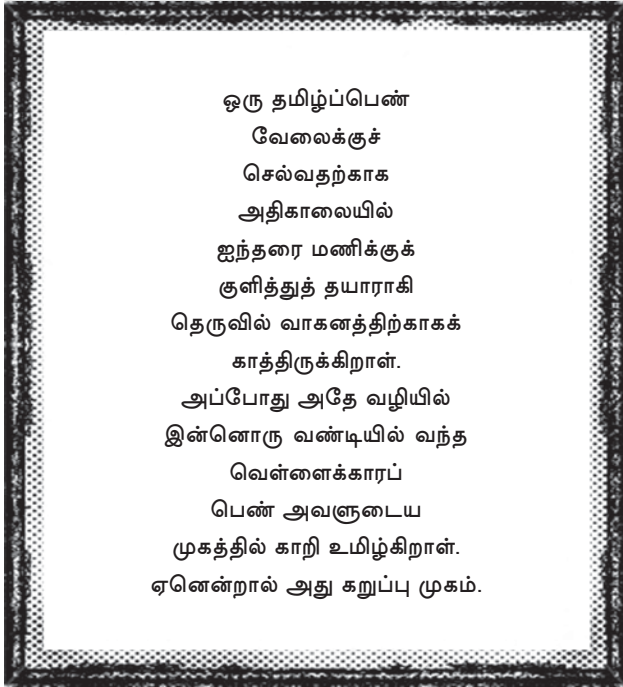 ஒரு தமிழ்ப்பெண்
வேலைக்குச்
செல்வதற்காக
அதிகாலையில்
ஐந்தரை மணிக்குக்
குளித்துத் தயாராகி
தெருவில் வாகனத்திற்காகக்
காத்திருக்கிறாள்.
அப்போது அதே வழியில்
இன்னொரு வண்டியில் வந்த
வெள்ளைக்காரப்
பெண் அவளுடைய
முகத்தில் காறி உமிழ்கிறாள்.
ஏனென்றால் அது கறுப்பு முகம்.